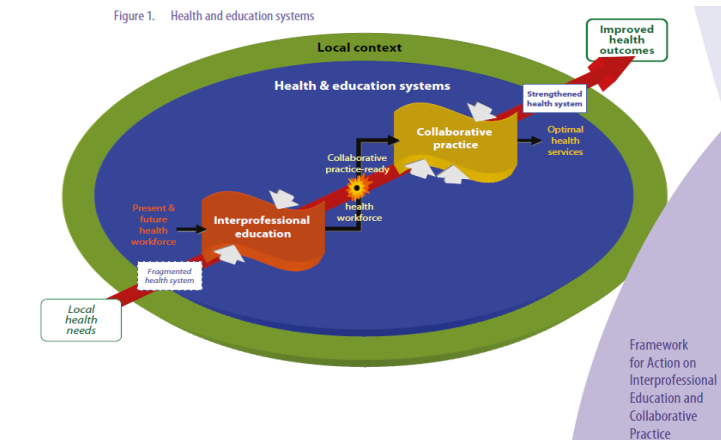 Figure 1. Health and education systems
Improved
health
outcomes
Local context
Health & education systems
Strengthened
health system
Collaborative
practice
Optimal
health
services
Collaborative
practice-ready
health
workforce
Present &
future
health
workforce
Interprofessional
education
Fragmented
health system
Local
health
needs
Framework
for Action on
Interprofessional
Education and
Collaborative
Practice